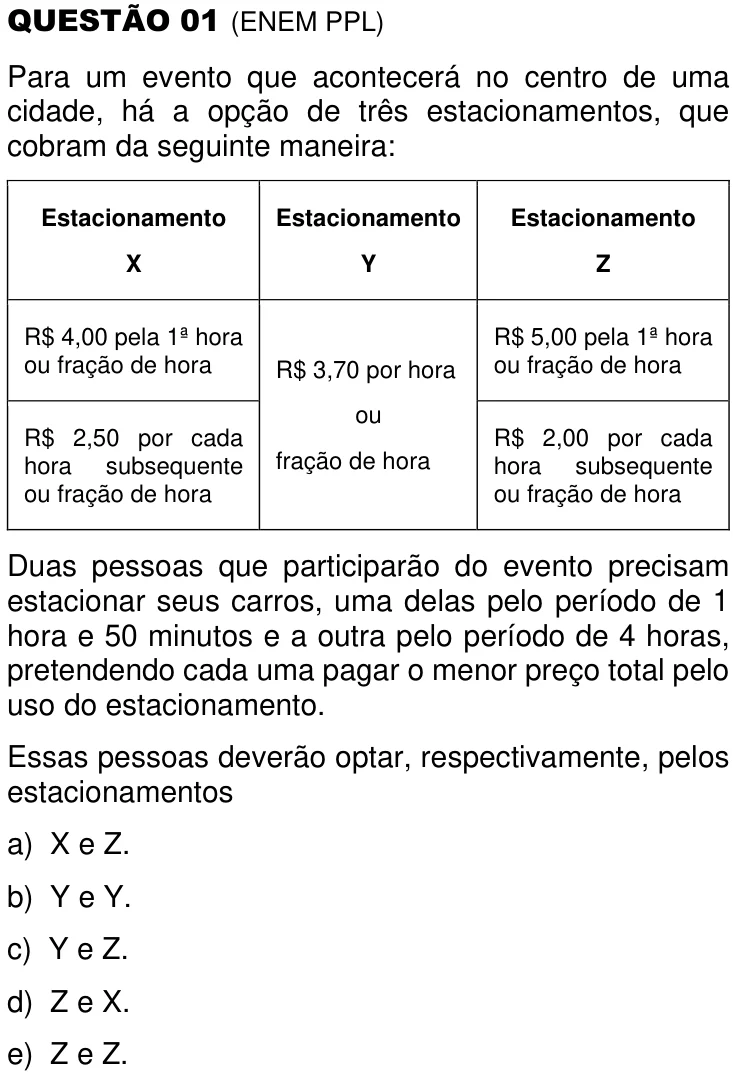 QUESTÃO 01 (ENEM PPL)
Para um evento que acontecerá no centro de uma
cidade, há a opção de três estacionamentos, que
cobram da seguinte maneira:
Estacionamento
X
Estacionamento
Y
Estacionamento
Z
R$ 4,00 pela 1ª hora
ou fração de hora
R$ 2,50 por cada
hora subsequente
ou fração de hora
R$ 3,70 por hora
ou
fração de hora
R$ 5,00 pela 1ª hora
ou fração de hora
R$ 2,00 por cada
hora subsequente
ou fração de hora
Duas pessoas que participarão do evento precisam
estacionar seus carros, uma delas pelo período de 1
hora e 50 minutos e a outra pelo período de 4 horas,
pretendendo cada uma pagar o menor preço total pelo
uso do estacionamento.
Essas pessoas deverão optar, respectivamente, pelos
estacionamentos
a) X e Z.
b) Y e Y.
c) Y e Z.
d) Z e X.
e) Z e Z.